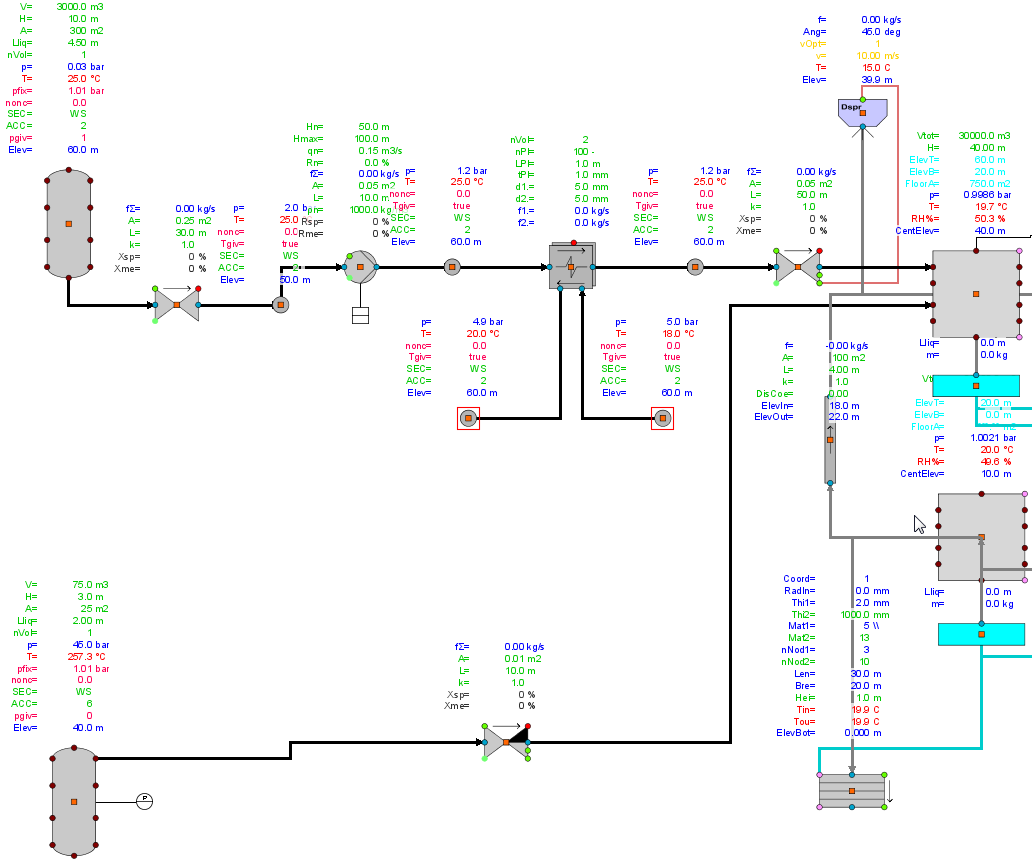 V= 3000.0 m3
H= 10.0 m
A= 300 m2
Lliq= 4.50 m
nVol= 1
p= 0.03 bar
T= 25.0 °C
pfix= 1.01 bar
nonc= 0.0
SEC= WS
ACC= 2
pgiv= 1
Elev= 60.0 m
fΣ= 0.00 kg/s
A= 0.25 m2
L= 30.0 m
k= 1.0
Xsp= 0 %
Xme= 0 %
p= 2.0 b
T= 25.0
nonc= 0.0
Tgiv= true
SEC= WS
ACC= 2
Elev= 50.0 m
Hn= 50.0 m
Hmax= 100.0 m
qn= 0.15 m3/s
Rn= 0.0 %
fΣ= 0.00 kg/s
A= 0.05 m2
L= 10.0 m
1000.0 kg
Rsp= 0 %
Rme= 0 %
p= 1.2 bar
T= 25.0 °C
nonc= 0.0
Tgiv= true
SEC= WS
ACC= 2
Elev= 60.0 m
nVol= 2
nPl= 100 -
LPl= 1.0 m
tPl= 1.0 mm
d1.= 5.0 mm
d2.= 5.0 mm
f1.= 0.0 kg/s
f2.= 0.0 kg/s
p= 1.2 bar
T= 25.0 °C
nonc= 0.0
Tgiv= true
SEC= WS
ACC= 2
Elev= 60.0 m
fΣ= 0.00 kg/s
A= 0.05 m2
L= 50.0 m
k= 1.0
Xsp= 0 %
Xme= 0 %
f= 0.00 kg/s
Ang= 45.0 deg
vOpt= 1
v= 10.00 m/s
T= 15.0 C
Elev= 39.9 m
Dspr
Vtot= 30000.0 m3
H= 40.00 m
ElevT= 60.0 m
ElevB= 20.0 m
FloorA= 750.0 m2
p= 0.9986 bar
T= 19.7 °C
RH%= 50.3 %
CentElev= 40.0 m
Lliq= 0.0 m
m= 0.0 kg
p= 4.9 bar
T= 20.0 °C
nonc= 0.0
Tgiv= true
SEC= WS
ACC= 2
Elev= 60.0 m
p= 5.0 bar
T= 18.0 °C
nonc= 0.0
Tgiv= true
SEC= WS
ACC= 2
Elev= 60.0 m
f= -0.00 kg/s
A= 100 m2
L= 4.00 m
k= 1.0
DisCoe= 0.00
ElevIn= 18.0 m
ElevOut= 22.0 m
ElevT= 20.0 m
ElevB= 0.0 m
FloorA=
p= 1.0021 bar
T= 20.0 °C
RH%= 49.6 %
CentElev= 10.0 m
Lliq= 0.0 m
m= 0.0 kg
V= 75.0 m3
H= 3.0 m
A= 25 m2
Lliq= 2.00 m
nVol= 1
p= 45.0 bar
T= 257.3 °C
pfix= 1.01 bar
nonc= 0.0
SEC= WS
ACC= 6
pgiv= 0
Elev= 40.0 m
P
fΣ= 0.00 kg/s
A= 0.01 m2
L= 10.0 m
k= 1.0
Xsp= 0 %
Xme= 0 %
Coord= 1
RadIn= 0.0 mm
Thi1= 2.0 mm
Thi2= 1000.0 mm
Mat1= 5 \\
Mat2= 13
nNod1= 3
nNod2= 10
Len= 30.0 m
Bre= 20.0 m
Hei= 1.0 m
Tin= 19.9 C
Tou= 19.9 C
ElevBot= 0.000 m